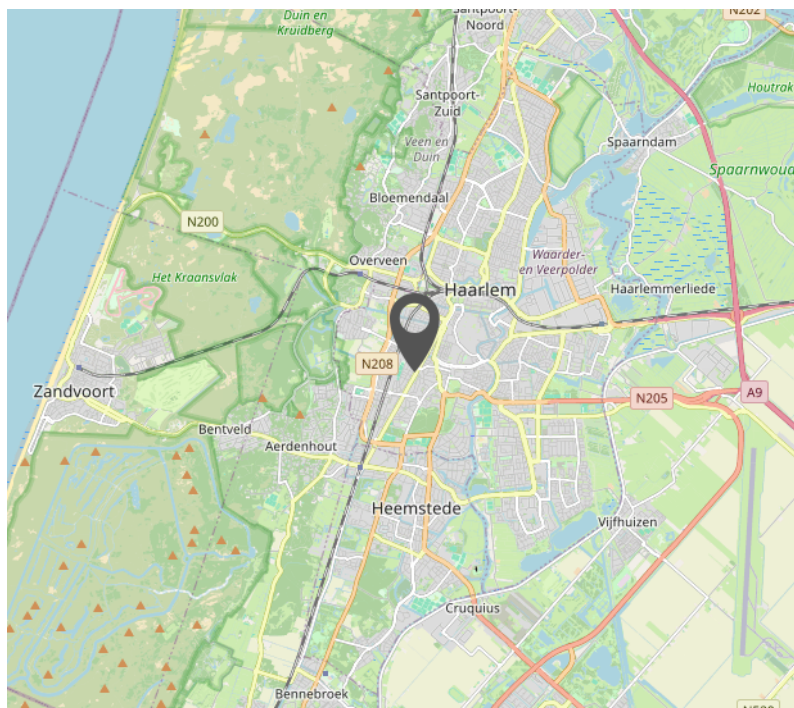 Duin en
Kruidberg
Santpoort-
Noord
N202
Santpoort-
Zuid
Houtrak
Veen en
Duin
Spaarndam
Spaarnwoud
Bloemendaal
N200
Overveen
Waarder-
en Veerpolder
Het Kraansvlak
Haarlem
Haarlemmerliede
N208
Zandvoort
N205
A9
Bentveld
Aerdenhout
Heemstede
Vijfhuizen
Cruquius
Bennebroek